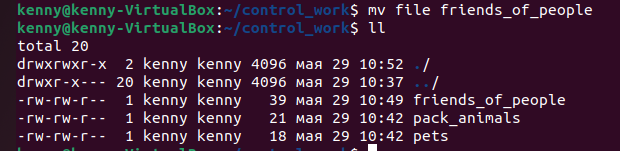 kenny@kenny-VirtualBox:~/control_work$ mv file friends_of_people
kenny@kenny-VirtualBox:~/control_work$ ll
total 20
drwxrwxr-x  2 kenny kenny 4096 мая 29 10:52 ./
drwxr-x--- 20 kenny kenny 4096 мая 29 10:37 ../
-rw-rw-r--  1 kenny kenny   39 мая 29 10:49 friends_of_people
-rw-rw-r--  1 kenny kenny   21 мая 29 10:42 pack_animals
-rw-rw-r--  1 kenny kenny   18 мая 29 10:42 pets
kenny@kenny-VirtualBox:~/control_work$